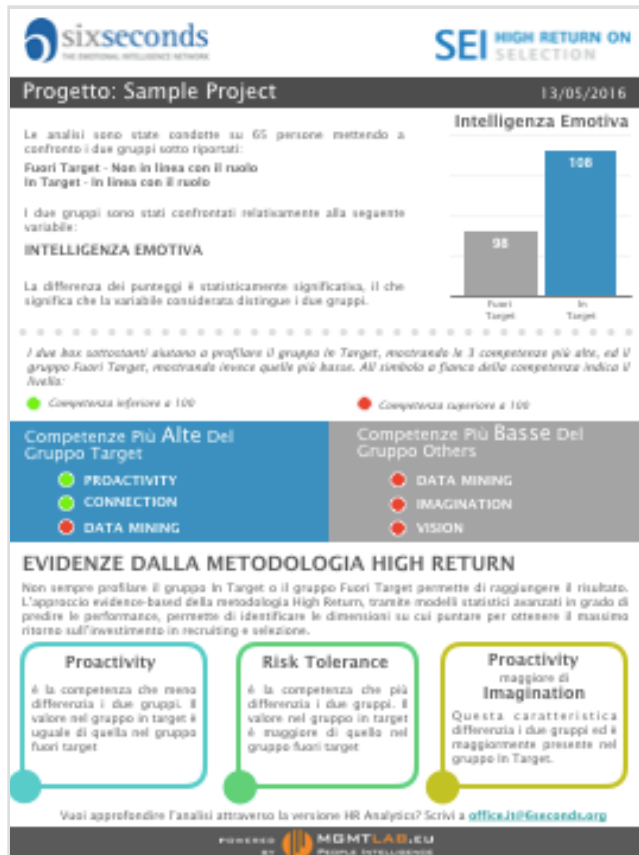 sixseconds
THE EMOTIONAL INTELLIGENCE NETWORK
SEI HIGH RETURN ON
SELECTION
Progetto: Sample Project
13/05/2016
Le analisi sono state condotte su 65 persone mettendo a
confronto i due gruppi sotto riportati:
Fuori Target - Non in linea con il ruolo
In Target - In linea con il ruolo
I due gruppi sono stati confrontati relativamente alla seguente
variabile:
INTELLIGENZA EMOTIVA
La differenza dei punteggi è statisticamente significativa, il che
significa che la variabile considerata distingue i due gruppi.
Intelligenza Emotiva
108
98
Fuori
Target
In
Target
I due box sottostanti aiutano a profilare il gruppo in Target, mostrando le 3 competenze più alte, ed il
gruppo Fuori Target, mostrando invece quelle più basse. All simbolo a fianco della competenza indica il
livello:
Competenza inferiore a 100
Competenza superiore a 100
Competenze Più Alte Del
Gruppo Target
PROACTIVITY
CONNECTION
DATA MINING
Competenze Più Basse Del
Gruppo Others
DATA MINING
IMAGINATION
VISION
EVIDENZE DALLA METODOLOGIA HIGH RETURN
Non sempre profilare il gruppo In Target o il gruppo Fuori Target permette di raggiungere il risultato.
L'approccio evidence-based della metodologia High Return, tramite modelli statistici avanzati in grado di
predire le performance, permette di identificare le dimensioni su cui puntare per ottenere il massimo
ritorno sull'investimento in recruiting e selezione.
Proactivity
è la competenza che meno
differenzia i due gruppi. Il
valore nel gruppo in target è
uguale di quella nel gruppo
fuori target
Risk Tolerance
è la competenza che più
differenzia i due gruppi. Il
valore nel gruppo in target
è maggiore di quello nel
gruppo fuori target
Proactivity
maggiore di
Imagination
Questa caratteristica
differenzia i due gruppi ed è
maggiormente presente nel
gruppo in Target.
Vuoi approfondire l'analisi attraverso la versione HR Analytics? Scrivi a office.it@6seconds.org
POWERED
BY
MGMTLAB.EU
PEOPLE INTELLIGENCE